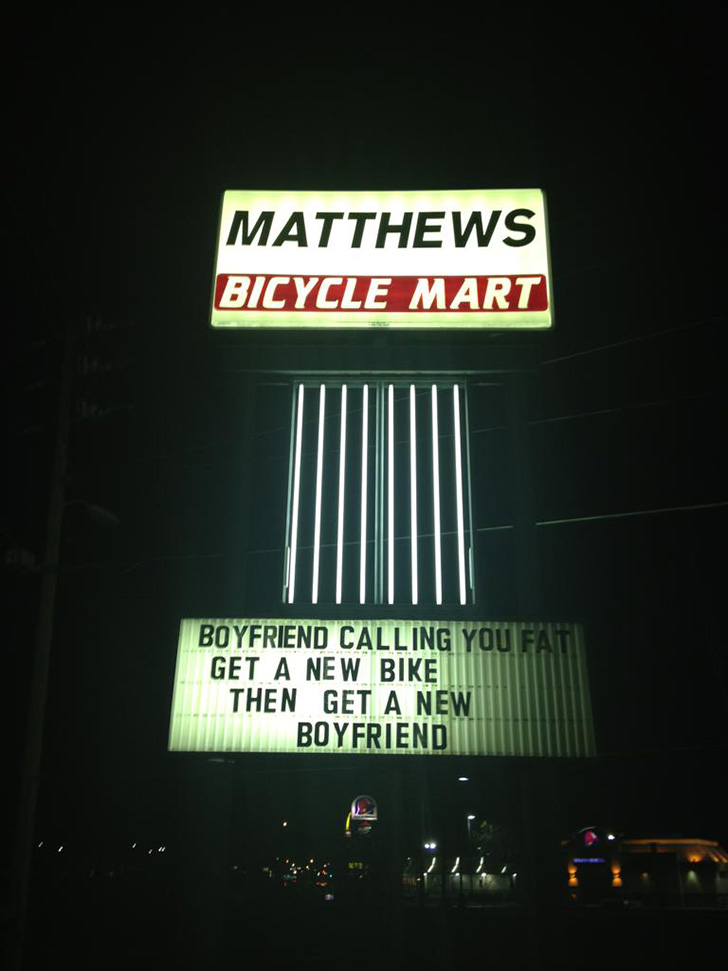 MATTHEWS
BICYCLE MART
BOYFRIEND CALLING YOU FAT
GET A NEW BIKE
THEN GET A NEW
BOYFRIEND